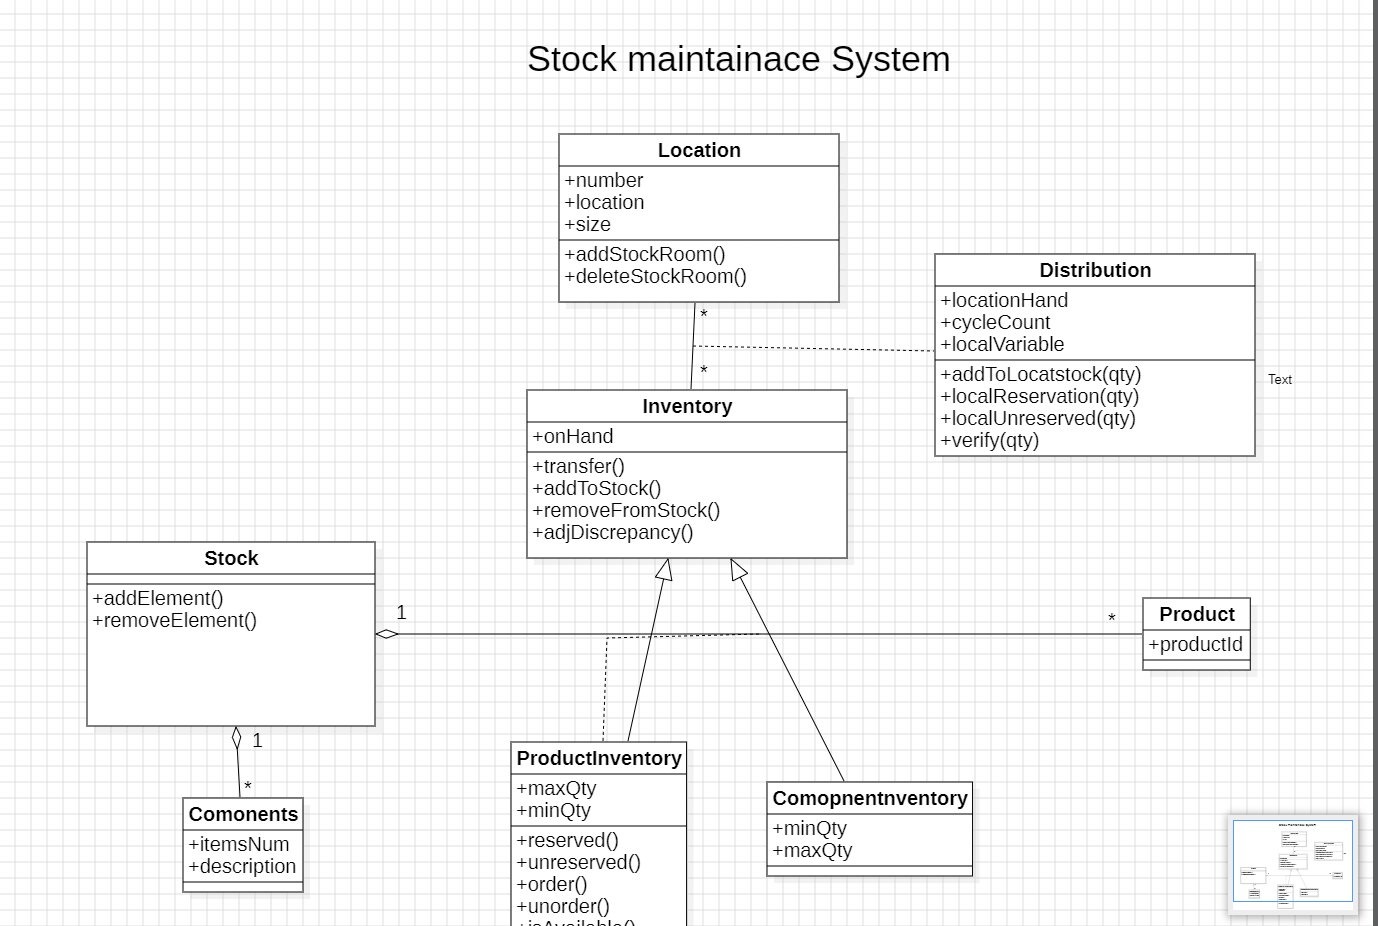 Stock maintainace System
Location
+number
+location
+size
+addStockRoom()
+deleteStockRoom()
*
*
Distribution
+locationHand
+cycleCount
+localVariable
+addToLocatstock(qty)
+localReservation(qty)
+localUnreserved(qty)
+verify(qty)
Text
Inventory
+onHand
+transfer()
+addToStock()
+removeFromStock()
+adjDiscrepancy()
Stock
+addElement()
+removeElement()
1
*
Product
+productId
1
*
Comonents
+itemsNum
+description
ProductInventory
+maxQty
+minQty
+reserved()
+unreserved()
+order()
+unorder()
+isAvailable()
Comopnentnventory
+minQty
+maxQty